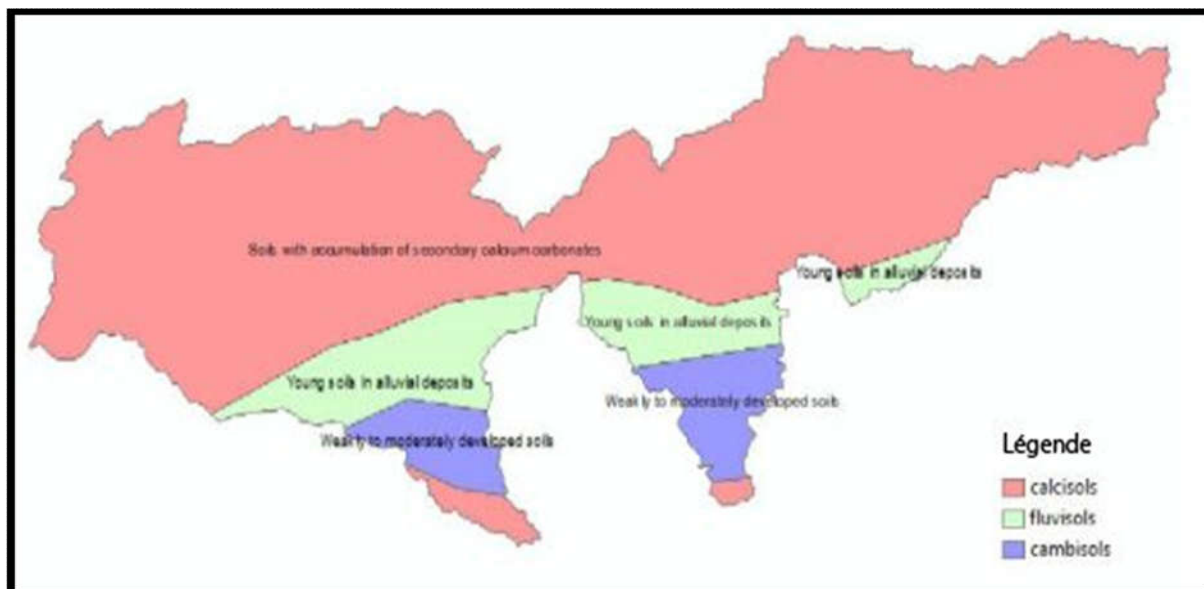 Soils with accumulation of secondary calcium carbonates
Young soils in alluvial deposits
Young soils in alluvial deposits
Young soils in alluvial deposits
Weakly to moderately developed soils
Weakly to moderately developed soils
Légende
calcisols
fluvisols
cambisols